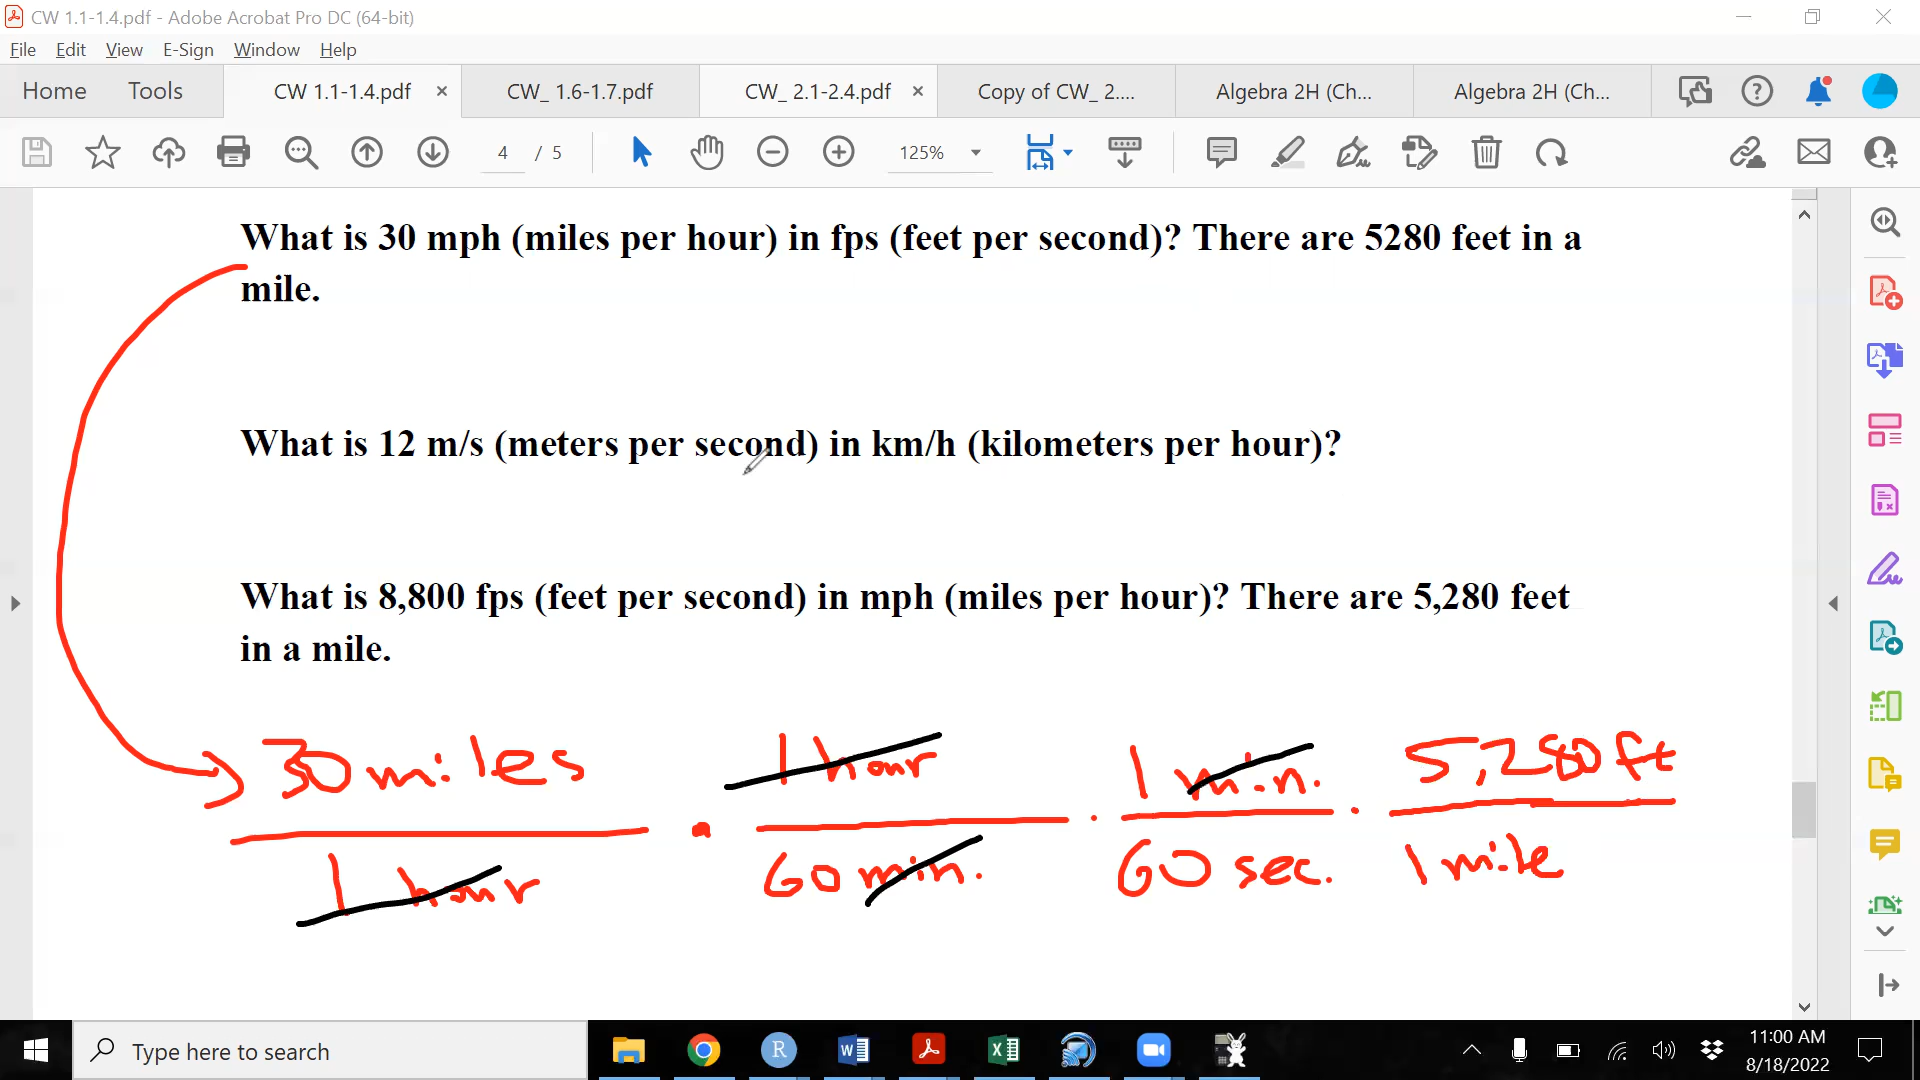 CW 1.1-1.4.pdf - Adobe Acrobat Pro DC (64-bit)
File Edit View E-Sign Window Help
Home Tools CW 1.1-1.4.pdf × CW_ 1.6-1.7.pdf CW_ 2.1-2.4.pdf × Copy of CW_ 2.... Algebra 2H (Ch... Algebra 2H (Ch...
4 / 5 125%
What is 30 mph (miles per hour) in fps (feet per second)? There are 5280 feet in a
mile.
What is 12 m/s (meters per second) in km/h (kilometers per hour)?
What is 8,800 fps (feet per second) in mph (miles per hour)? There are 5,280 feet
in a mile.
30 miles 1 hour 1 min. 5,280 ft
1 hour 60 min. 60 sec. 1 mile
Type here to search
11:00 AM
8/18/2022